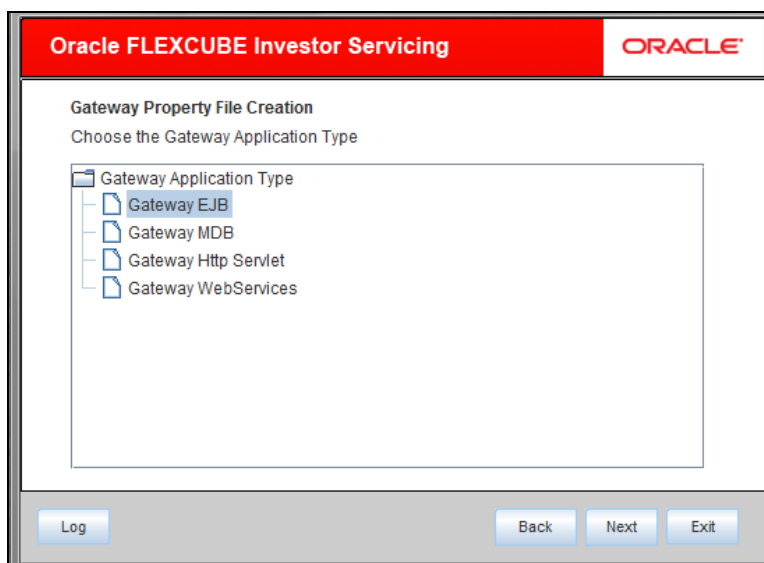 Oracle FLEXCUBE Investor Servicing ORACLE
Gateway Property File Creation
Choose the Gateway Application Type
Gateway Application Type
Gateway EJB
Gateway MDB
Gateway Http Servlet
Gateway WebServices
Log Back Next Exit